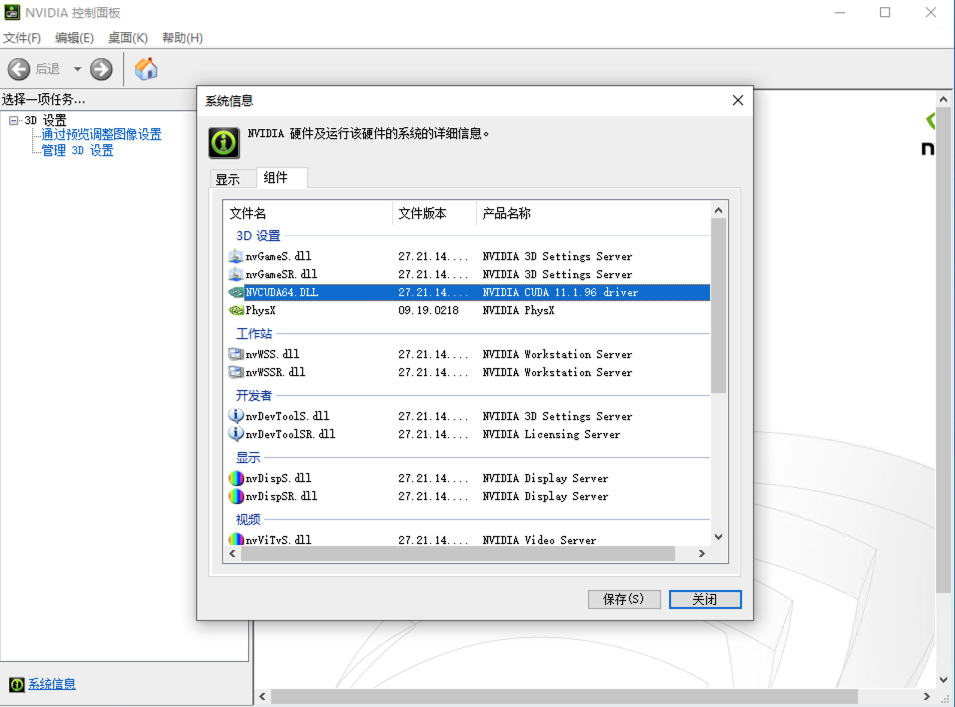 NVIDIA 控制面板
文件(F) 编辑(E) 桌面(K) 帮助(H)
后退
选择一项任务...
3D 设置
通过预览调整图像设置
管理 3D 设置
系统信息
NVIDIA 硬件及运行该硬件的系统的详细信息。
显示 组件
文件名 文件版本 产品名称
3D 设置
nvGameS.dll 27.21.14.... NVIDIA 3D Settings Server
nvGameSR.dll 27.21.14.... NVIDIA 3D Settings Server
NVCUDA64.DLL 27.21.14.... NVIDIA CUDA 11.1.96 driver
PhysX 09.19.0218 NVIDIA PhysX
工作站
nvWSS.dll 27.21.14.... NVIDIA Workstation Server
nvWSSR.dll 27.21.14.... NVIDIA Workstation Server
开发者
nvDevToolS.dll 27.21.14.... NVIDIA 3D Settings Server
nvDevToolSR.dll 27.21.14.... NVIDIA Licensing Server
显示
nvDispS.dll 27.21.14.... NVIDIA Display Server
nvDispSR.dll 27.21.14.... NVIDIA Display Server
视频
nvViTvS.dll 27.21.14.... NVIDIA Video Server
保存(S) 关闭
系统信息
n